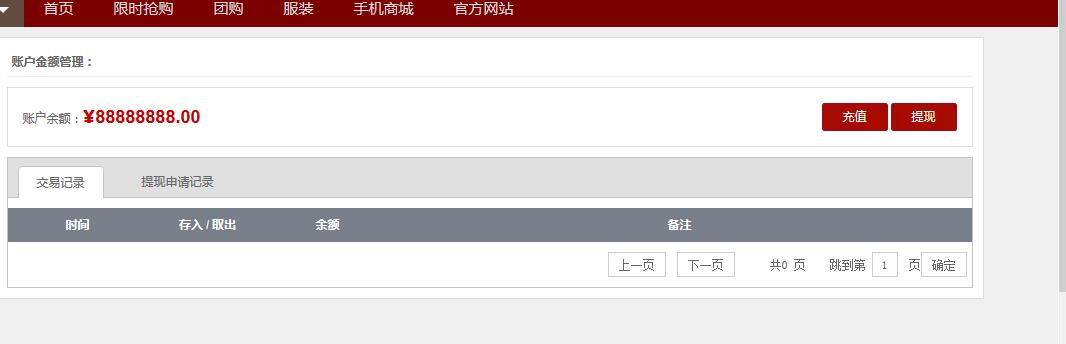 首页 限时抢购 团购 服装 手机商城 官方网站
账户金额管理：
账户余额：¥88888888.00 充值 提现
交易记录 提现申请记录
时间 存入 / 取出 余额 备注
上一页 下一页 共0 页 跳到第 1 页 确定